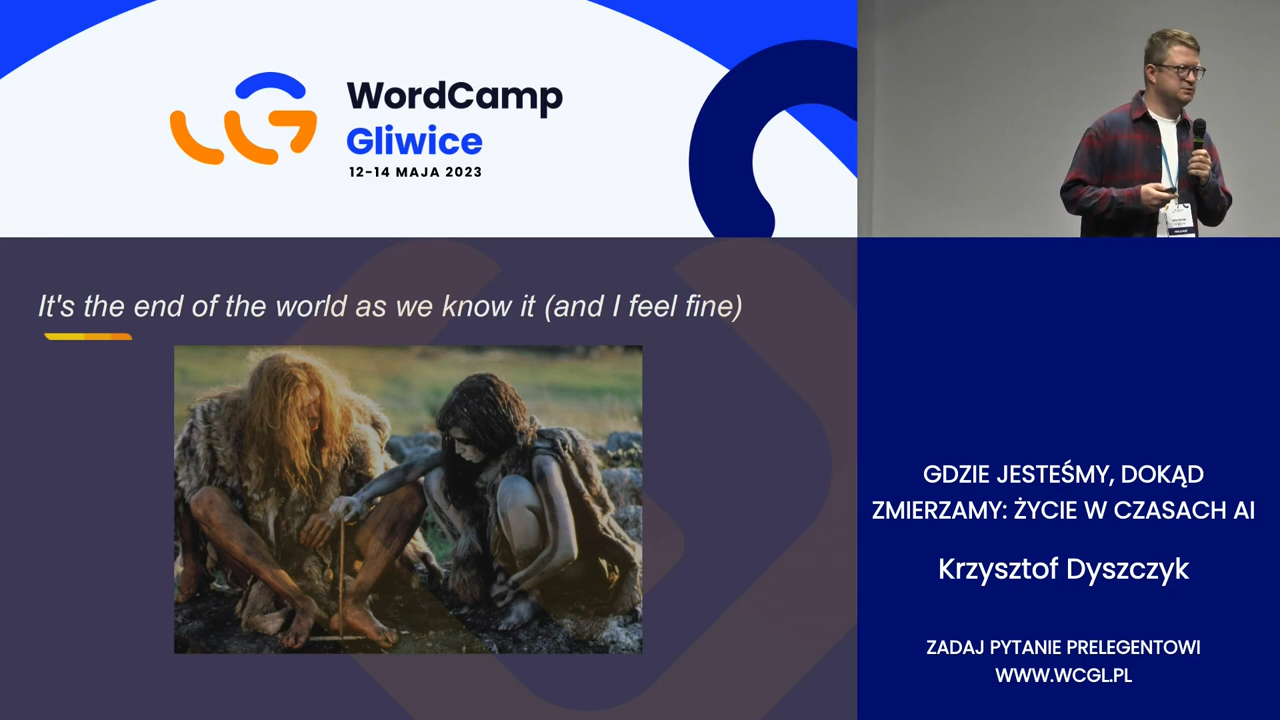 WordCamp
Gliwice
12-14 MAJA 2023
It's the end of the world as we know it (and I feel fine)
GDZIE JESTEŚMY, DOKĄD
ZMIERZAMY: ŻYCIE W CZASACH AI
Krzysztof Dyszczyk
ZADAJ PYTANIE PRELEGENTOWI
WWW.WCGL.PL